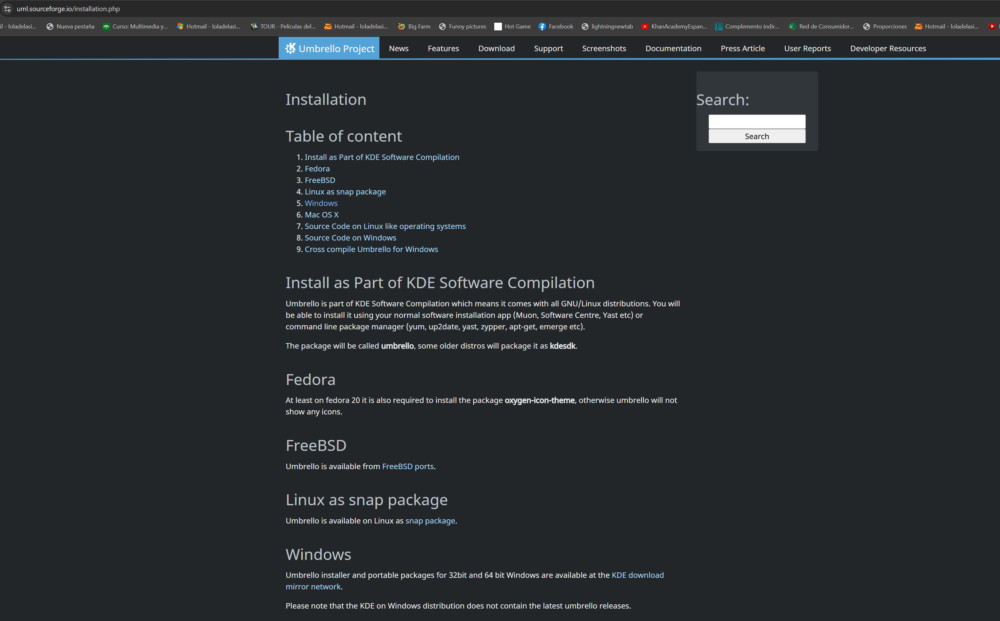 uml.sourceforge.io/installation.php
il - loladelasi... Nueva pestaña Curso: Multimedia y... Hotmail - loladelasi... TOUR - Películas del... Hotmail - loladelasi... Big Farm Funny pictures Hot Game Facebook lightningnewtab KhanAcademyEspan... Complemento indir... Red de Consumidor... Proporciones Hotmail - loladelasi...
Umbrello Project News Features Download Support Screenshots Documentation Press Article User Reports Developer Resources
Installation
Search:
Search
Table of content
1. Install as Part of KDE Software Compilation
2. Fedora
3. FreeBSD
4. Linux as snap package
5. Windows
6. Mac OS X
7. Source Code on Linux like operating systems
8. Source Code on Windows
9. Cross compile Umbrello for Windows
Install as Part of KDE Software Compilation
Umbrello is part of KDE Software Compilation which means it comes with all GNU/Linux distributions. You will
be able to install it using your normal software installation app (Muon, Software Centre, Yast etc) or
command line package manager (yum, up2date, yast, zypper, apt-get, emerge etc).
The package will be called umbrello, some older distros will package it as kdesdk.
Fedora
At least on fedora 20 it is also required to install the package oxygen-icon-theme, otherwise umbrello will not
show any icons.
FreeBSD
Umbrello is available from FreeBSD ports.
Linux as snap package
Umbrello is available on Linux as snap package.
Windows
Umbrello installer and portable packages for 32bit and 64 bit Windows are available at the KDE download
mirror network.
Please note that the KDE on Windows distribution does not contain the latest umbrello releases.